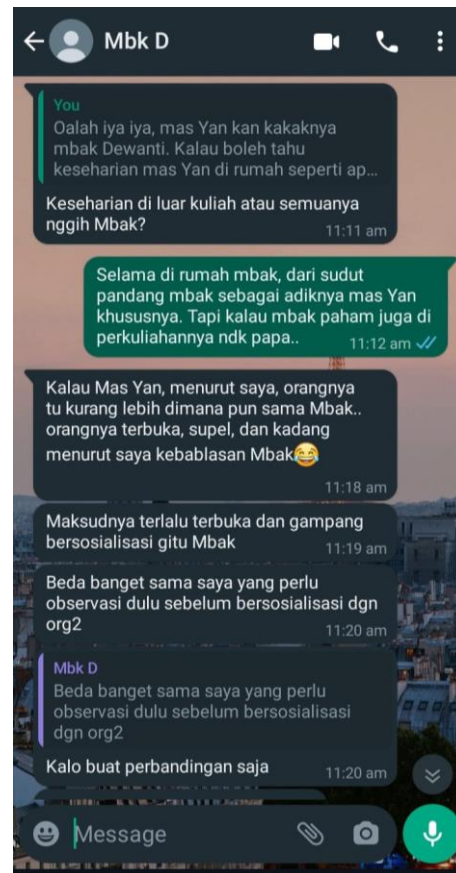 Mbk D
You
Oalah iya iya, mas Yan kan kakaknya
mbak Dewanti. Kalau boleh tahu
keseharian mas Yan di rumah seperti ap...
Keseharian di luar kuliah atau semuanya
nggih Mbak?
11:11 am
Selama di rumah mbak, dari sudut
pandang mbak sebagai adiknya mas Yan
khususnya. Tapi kalau mbak paham juga di
perkuliahannya ndk papa..
11:12 am
Kalau Mas Yan, menurut saya, orangnya
tu kurang lebih dimana pun sama Mbak..
orangnya terbuka, supel, dan kadang
menurut saya kebablasan Mbak😂
11:18 am
Maksudnya terlalu terbuka dan gampang
bersosialisasi gitu Mbak
11:19 am
Beda banget sama saya yang perlu
observasi dulu sebelum bersosialisasi dgn
org2
11:20 am
Mbk D
Beda banget sama saya yang perlu
observasi dulu sebelum bersosialisasi
dgn org2
Kalo buat perbandingan saja
11:20 am
Message